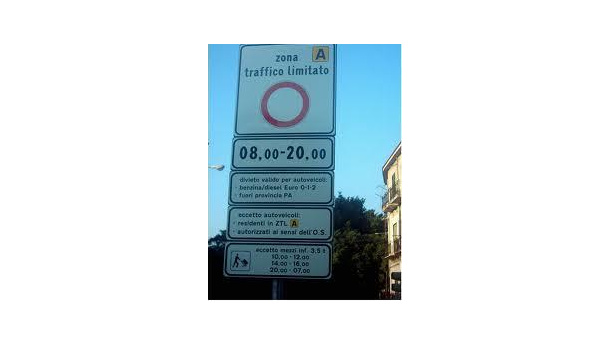 zona A
traffico limitato
08.00-20.00
divieto valido per autoveicoli:
- benzina/diesel Euro 0-1-2
- fuori provincia PA
eccetto autoveicoli:
- residenti in ZTL A
- autorizzati ai sensi dell'O.S.
eccetto mezzi inf. 3.5 t
10.00 - 12.00
14.00 - 16.00
20.00 - 07.00